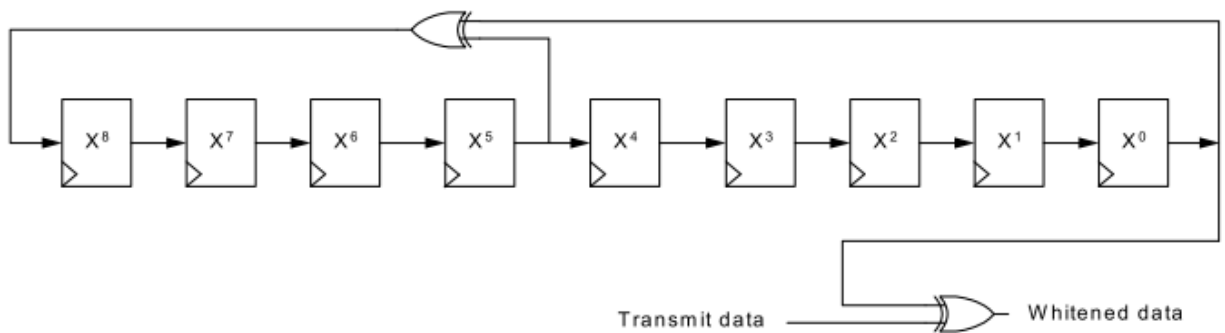 X⁸ X⁷ X⁶ X⁵ X⁴ X³ X² X¹ X⁰
Transmit data
Whitened data